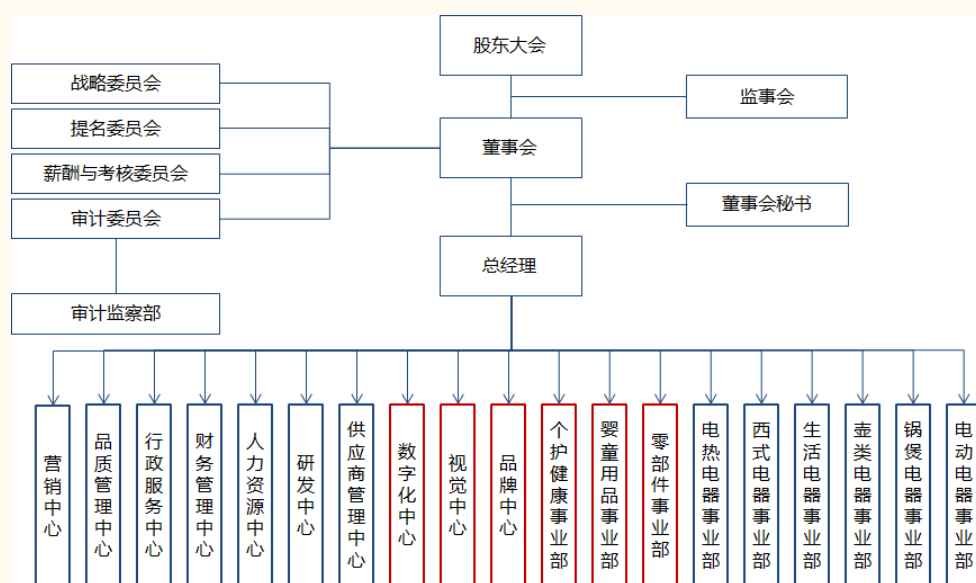 股东大会
战略委员会
监事会
提名委员会
董事会
薪酬与考核委员会
董事会秘书
审计委员会
总经理
审计监察部
营销中心
品质管理中心
行政服务中心
财务管理中心
人力资源中心
研发中心
供应商管理中心
数字化中心
视觉中心
品牌中心
个护健康事业部
婴童用品事业部
零部件事业部
电热电器事业部
西式电器事业部
生活电器事业部
壶类电器事业部
锅煲电器事业部
电动电器事业部